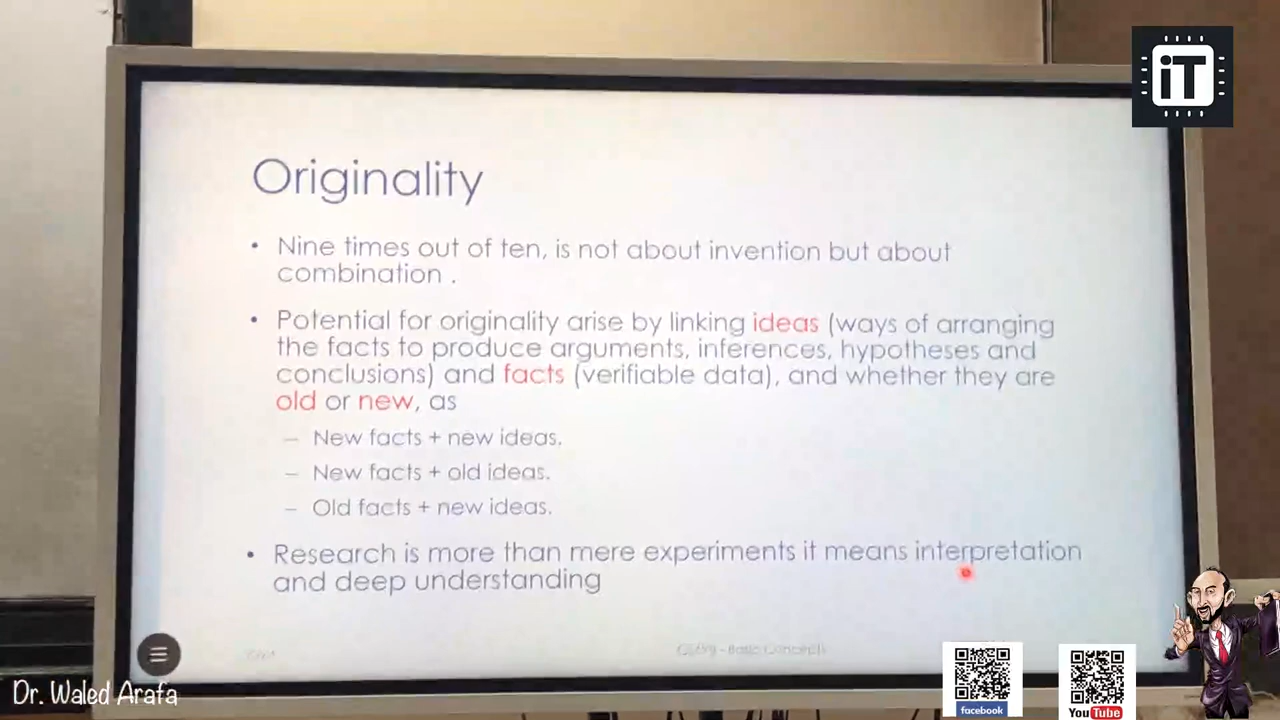 iT
Originality
• Nine times out of ten, is not about invention but about
combination .
• Potential for originality arise by linking ideas (ways of arranging
the facts to produce arguments, inferences, hypotheses and
conclusions) and facts (verifiable data), and whether they are
old or new, as
– New facts + new ideas.
– New facts + old ideas.
– Old facts + new ideas.
• Research is more than mere experiments it means interpretation
and deep understanding
- Basic Concepts
Dr. Waled Arafa
facebook
YouTube